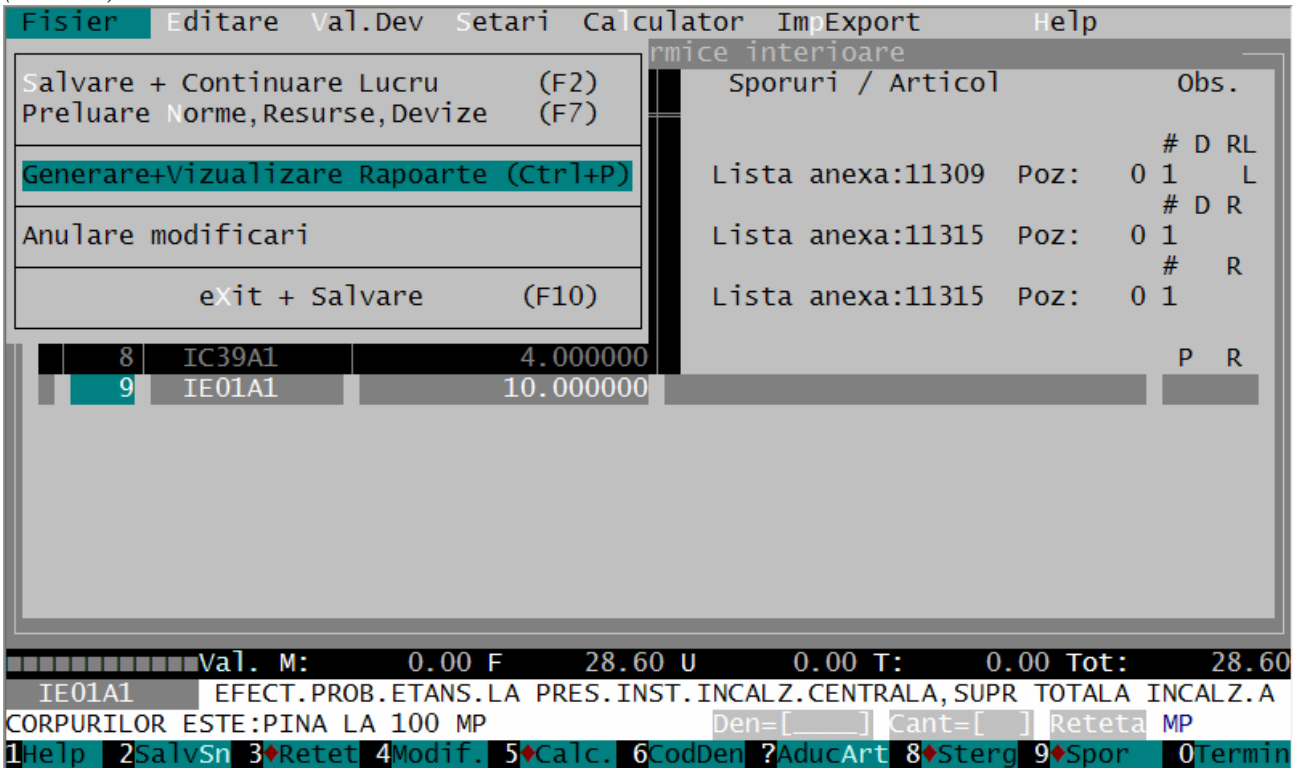 Fisier Editare Val.Dev Setari Calculator ImpExport Help
rmice interioare
Salvare + Continuare Lucru (F2) Sporuri / Articol Obs.
Preluare Norme,Resurse,Devize (F7)
# D RL
Generare+Vizualizare Rapoarte (Ctrl+P) Lista anexa:11309 Poz: 0 1 L
# D R
Anulare modificari Lista anexa:11315 Poz: 0 1
# R
eXit + Salvare (F10) Lista anexa:11315 Poz: 0 1
8 IC39A1 4.000000 P R
9 IE01A1 10.000000
Val. M: 0.00 F 28.60 U 0.00 T: 0.00 Tot: 28.60
IE01A1 EFECT.PROB.ETANS.LA PRES.INST.INCALZ.CENTRALA,SUPR TOTALA INCALZ.A
CORPURILOR ESTE:PINA LA 100 MP Den=[____] Cant=[ ] Reteta MP
1Help 2SalvSn 3♦Retet 4Modif. 5♦Calc. 6CodDen ?AducArt 8♦Sterg 9♦Spor 0Termin